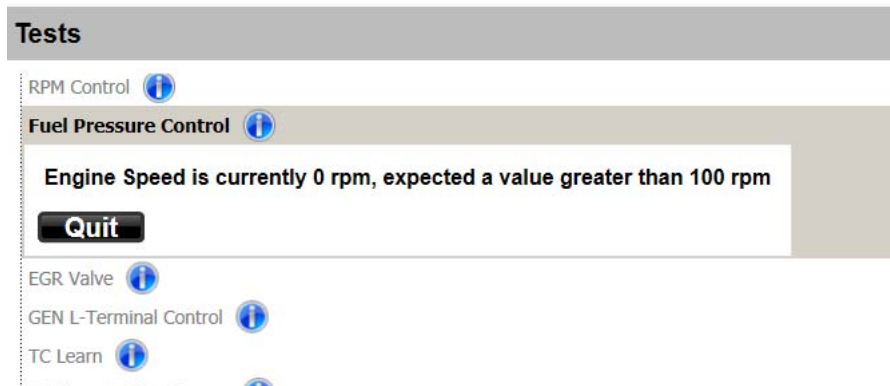 Tests
RPM Control
Fuel Pressure Control
Engine Speed is currently 0 rpm, expected a value greater than 100 rpm
Quit
EGR Valve
GEN L-Terminal Control
TC Learn